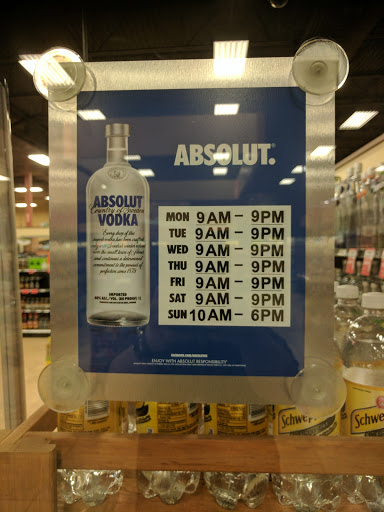 ABSOLUT.
ABSOLUT
Country of Sweden
VODKA
IMPORTED
MON 9AM - 9PM
TUE 9AM - 9PM
WED 9AM - 9PM
THU 9AM - 9PM
FRI 9AM - 9PM
SAT 9AM - 9PM
SUN 10AM - 6PM
ENJOY WITH ABSOLUT RESPONSIBILITY
Schwe
Schwe